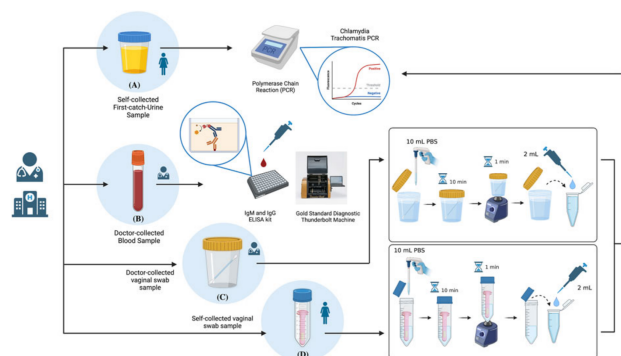 Chlamydia
Trachomatis PCR
Positive
Threshold
Negative
Fluorescence
Cycles
(A)
Self-collected
First-catch-Urine
Sample
Polymerase Chain
Reaction (PCR)
H
(B)
Doctor-collected
Blood Sample
IgM and IgG
ELISA kit
Gold Standard Diagnostic
Thunderbolt Machine
10 mL PBS
10 min
1 min
2 mL
Doctor-collected
vaginal swab
sample
(C)
Self-collected vaginal
swab sample
(D)
10 mL PBS
10 min
1 min
2 mL